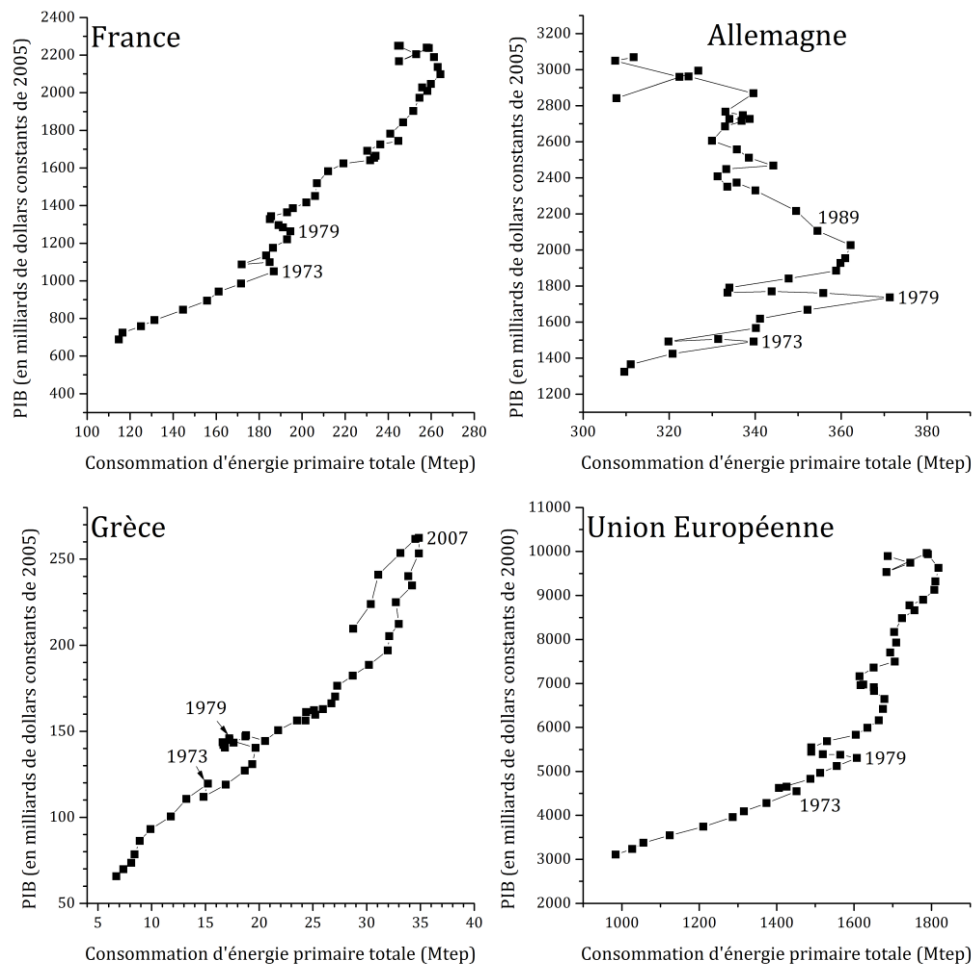 France
PIB (en milliards de dollars constants de 2005)
2400
2200
2000
1800
1600
1400
1200
1000
800
600
400
1979
1973
100 120 140 160 180 200 220 240 260 280
Consommation d'énergie primaire totale (Mtep)
Allemagne
PIB (en milliards de dollars constants de 2005)
3200
3000
2800
2600
2400
2200
2000
1800
1600
1400
1200
1989
1979
1973
300 320 340 360 380
Consommation d'énergie primaire totale (Mtep)
Grèce
PIB (en milliards de dollars constants de 2005)
250
200
150
100
50
2007
1979
1973
5 10 15 20 25 30 35 40
Consommation d'énergie primaire totale (Mtep)
Union Européenne
PIB (en milliards de dollars constants de 2000)
11000
10000
9000
8000
7000
6000
5000
4000
3000
2000
1979
1973
1000 1200 1400 1600 1800
Consommation d'énergie primaire totale (Mtep)